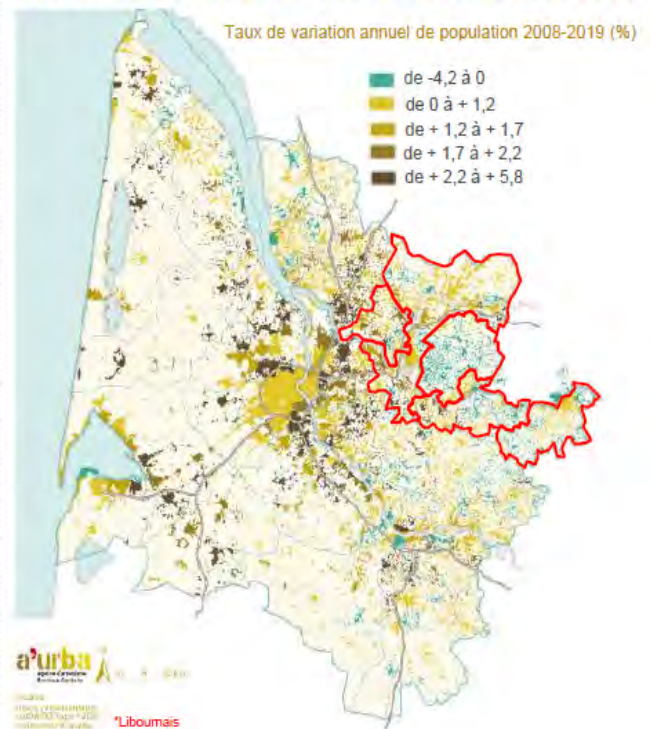 Taux de variation annuel de population 2008-2019 (%)
de -4,2 à 0
de 0 à + 1,2
de + 1,2 à + 1,7
de + 1,7 à + 2,2
de + 2,2 à + 5,8
a'urba
*Libournais